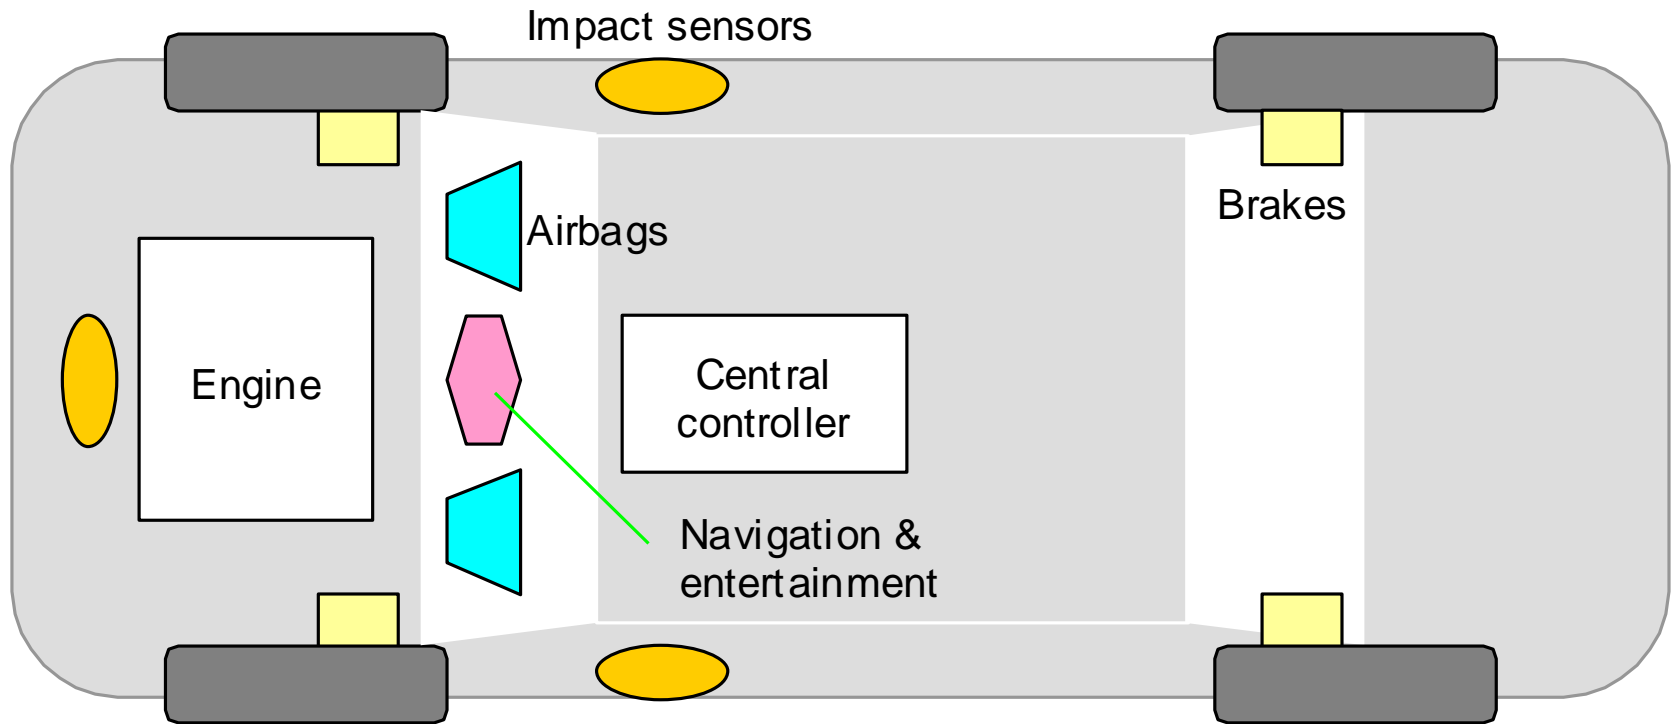 Impact sensors
Brakes
Airbags
Central
controller
Engine
Navigation &
entertainment